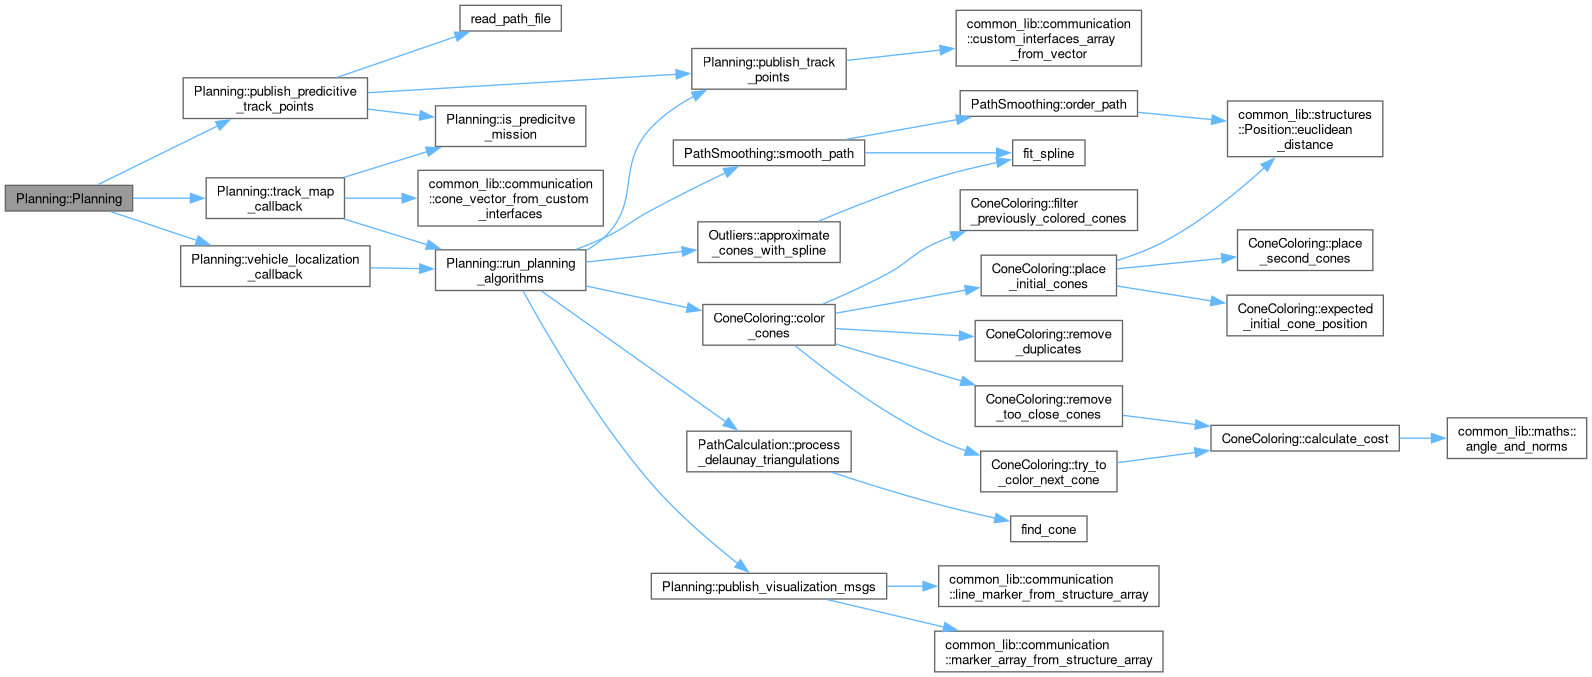 Planning::Planning
Planning::publish_predicitive
_track_points
Planning::track_map
_callback
Planning::vehicle_localization
_callback
read_path_file
Planning::is_predicitve
_mission
common_lib::communication
::cone_vector_from_custom
_interfaces
Planning::run_planning
_algorithms
Planning::publish_track
_points
PathSmoothing::smooth_path
Outliers::approximate
_cones_with_spline
ConeColoring::color
_cones
PathCalculation::process
_delaunay_triangulations
Planning::publish_visualization_msgs
common_lib::communication
::custom_interfaces_array
_from_vector
PathSmoothing::order_path
fit_spline
ConeColoring::filter
_previously_colored_cones
ConeColoring::place
_initial_cones
ConeColoring::remove
_duplicates
ConeColoring::remove
_too_close_cones
ConeColoring::try_to
_color_next_cone
find_cone
common_lib::communication
::line_marker_from_structure_array
common_lib::communication
::marker_array_from_structure_array
common_lib::structures
::Position::euclidean
_distance
ConeColoring::place
_second_cones
ConeColoring::expected
_initial_cone_position
ConeColoring::calculate_cost
common_lib::maths::
angle_and_norms